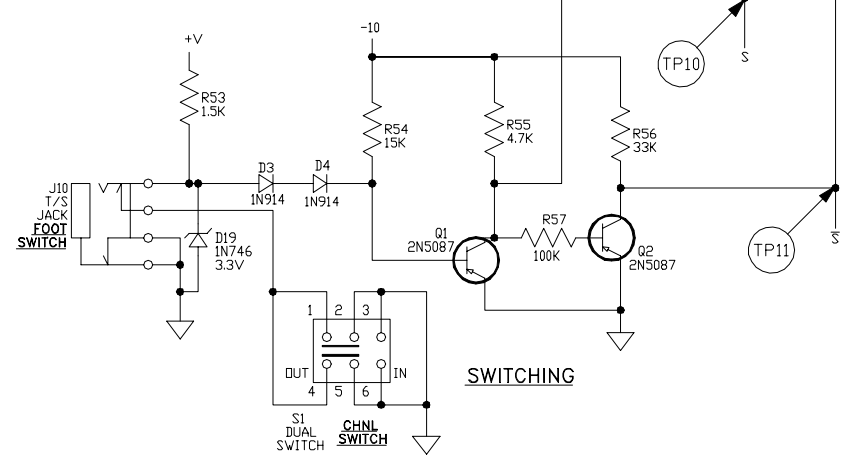 -10
+V
TP10
S
R53
1.5K
R54
15K
R55
4.7K
R56
33K
D3
1N914
D4
1N914
J10
T/S
JACK
FOOT
SWITCH
D19
1N746
3.3V
Q1
2N5087
R57
100K
Q2
2N5087
TP11
S
1 2 3
OUT IN
4 5 6
S1
DUAL
SWITCH
CHNL
SWITCH
SWITCHING